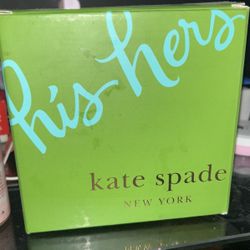 his hers
kate spade
NEW YORK